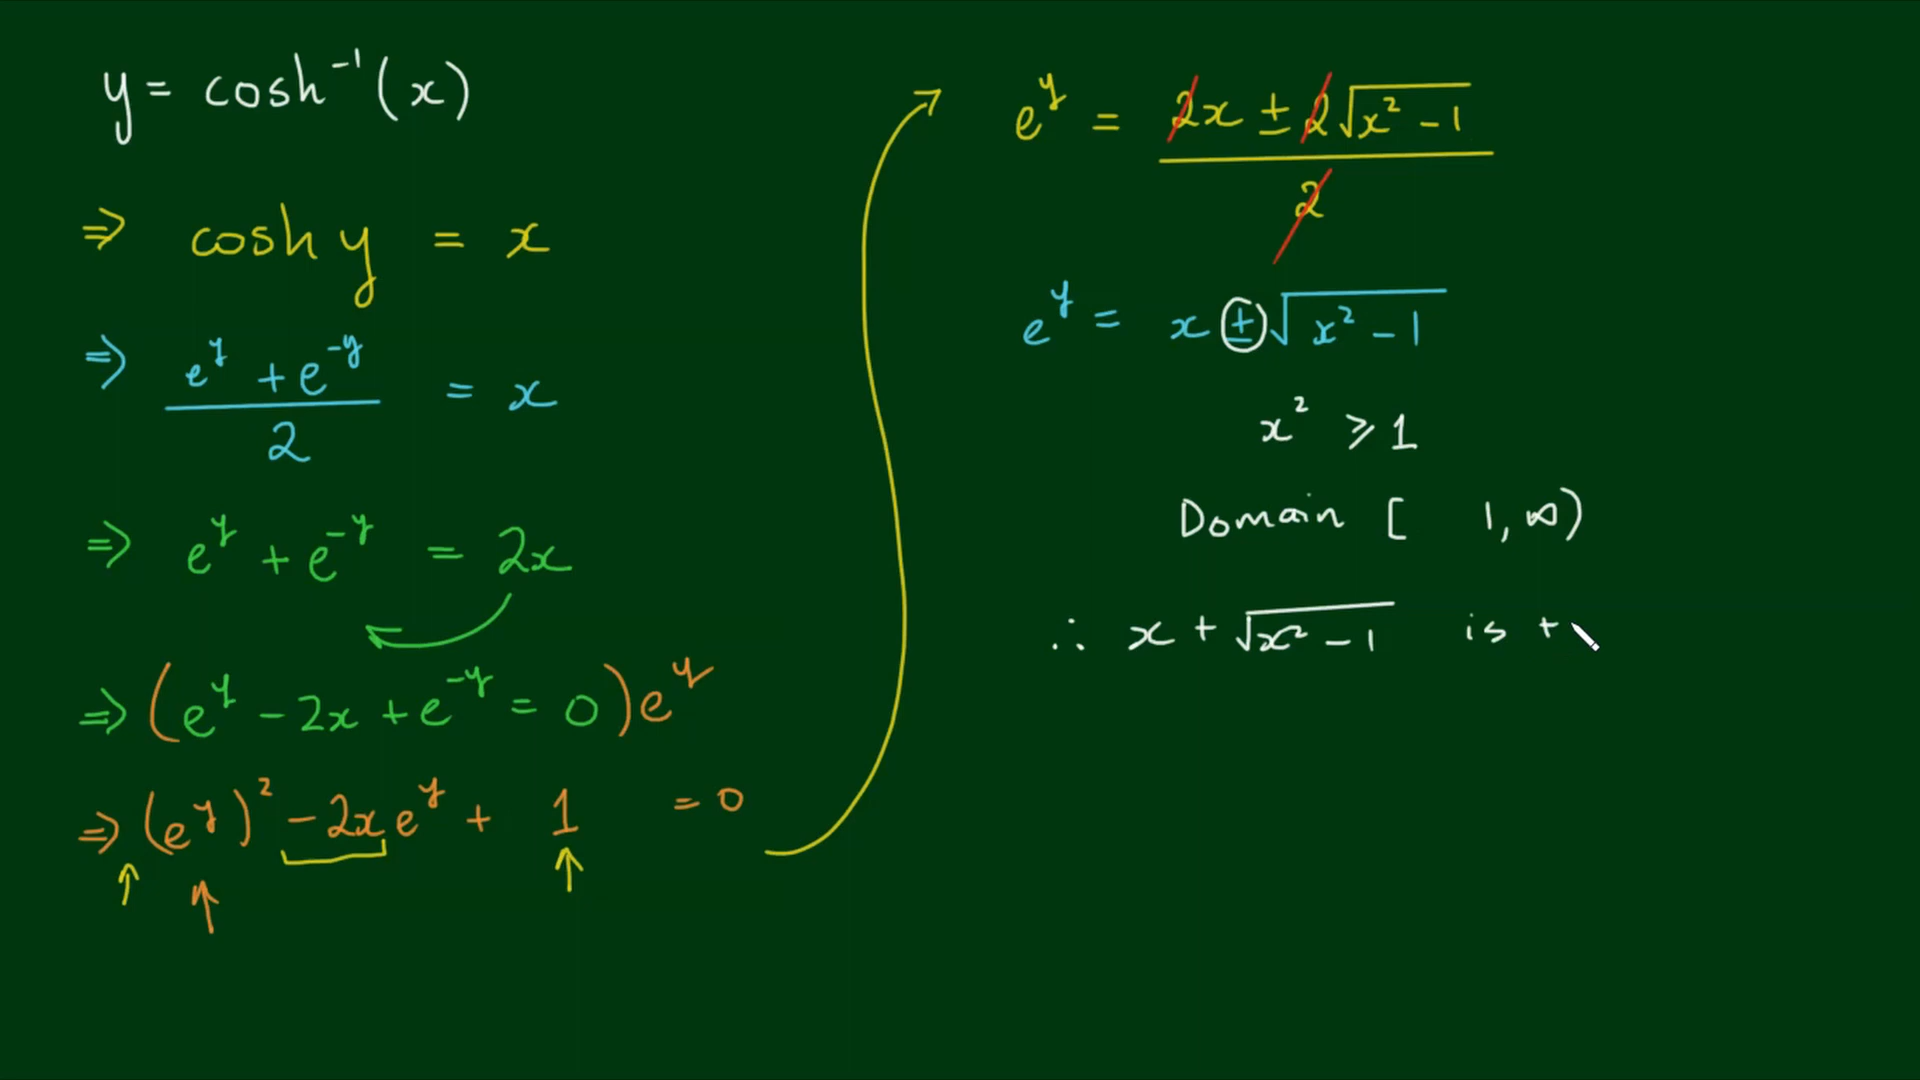 y = cosh⁻¹(x)
⇒ cosh y = x
⇒ (e^y + e^-y)/2 = x
⇒ e^y + e^-y = 2x
⇒ (e^y - 2x + e^-y = 0) e^y
⇒ (e^y)² - 2x e^y + 1 = 0
e^y = (2x ± 2√(x² - 1))/2
e^y = x ± √(x² - 1)
x² ⩾ 1
Domain [ 1, ∞)
∴ x + √(x² - 1) is +